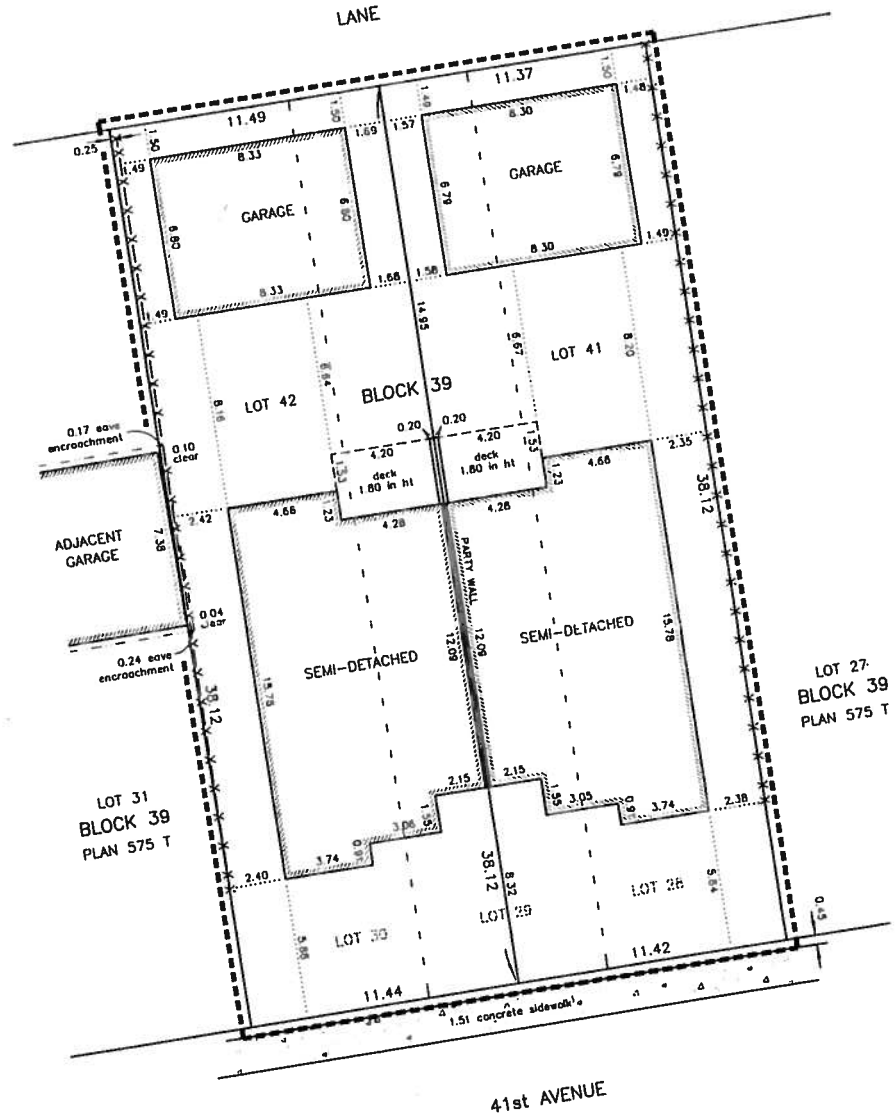 LANE
11.49
1.50
1.48
11.37
1.50
1.48
0.25
1.50
1.49
8.33
1.69
1.57
8.30
GARAGE
GARAGE
6.80
6.80
6.79
6.79
8.33
1.68
1.58
8.30
1.49
.49
14.95
8.16
LOT 42
6.64
BLOCK 39
6.67
LOT 41
8.20
0.17 eave
encroachment
0.10
clear
0.20
0.20
4.20
deck
1.80 in ht
4.20
deck
1.80 in ht
1.53
1.53
1.23
4.68
2.35
38.12
2.42
4.66
1.23
4.28
4.28
ADJACENT
GARAGE
7.38
PARTY WALL
12.09
12.09
0.04
clear
0.24 eave
encroachment
38.12
15.78
SEMI-DETACHED
SEMI-DETACHED
15.78
LOT 27
BLOCK 39
PLAN 575 T
LOT 31
BLOCK 39
PLAN 575 T
2.15
2.15
1.55
1.55
3.06
3.05
0.91
3.74
3.74
2.38
2.40
38.12
8.32
5.88
LOT 30
LOT 29
LOT 28
5.84
0.45
11.44
11.42
1.51 concrete sidewalk
41st AVENUE